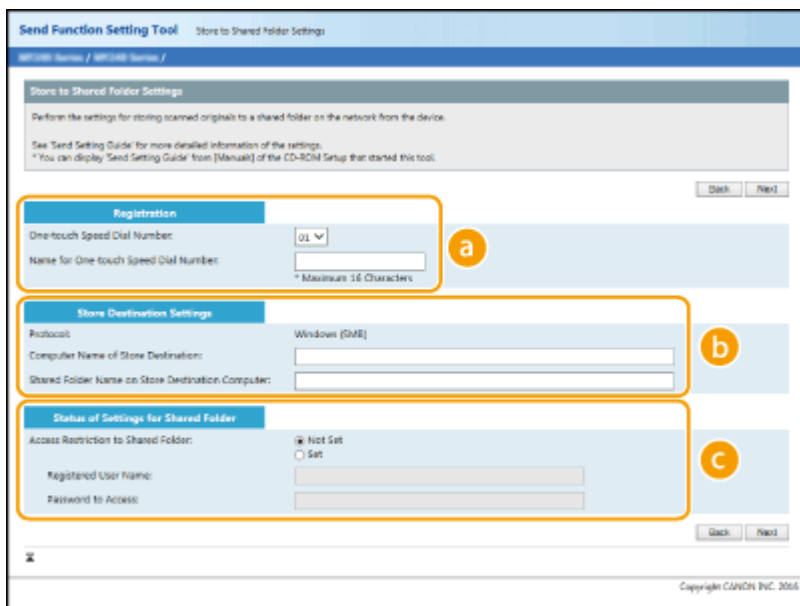 Send Function Setting Tool Store to Shared Folder Settings
Store to Shared Folder Settings
Perform the settings for storing scanned originals to a shared folder on the network from the device.
See 'Send Setting Guide' for more detailed information of the settings.
* You can display 'Send Setting Guide' from [Manuals] of the CD-ROM Setup that started this tool.
Back Next
Registration
One-touch Speed Dial Number: 01
Name for One-touch Speed Dial Number:
* Maximum 16 Characters
a
Store Destination Settings
Protocol: Windows (SMB)
Computer Name of Store Destination:
Shared Folder Name on Store Destination Computer:
b
Status of Settings for Shared Folder
Access Restriction to Shared Folder: Not Set
Set
Registered User Name:
Password to Access:
c
Back Next
Copyright CANON INC. 2016